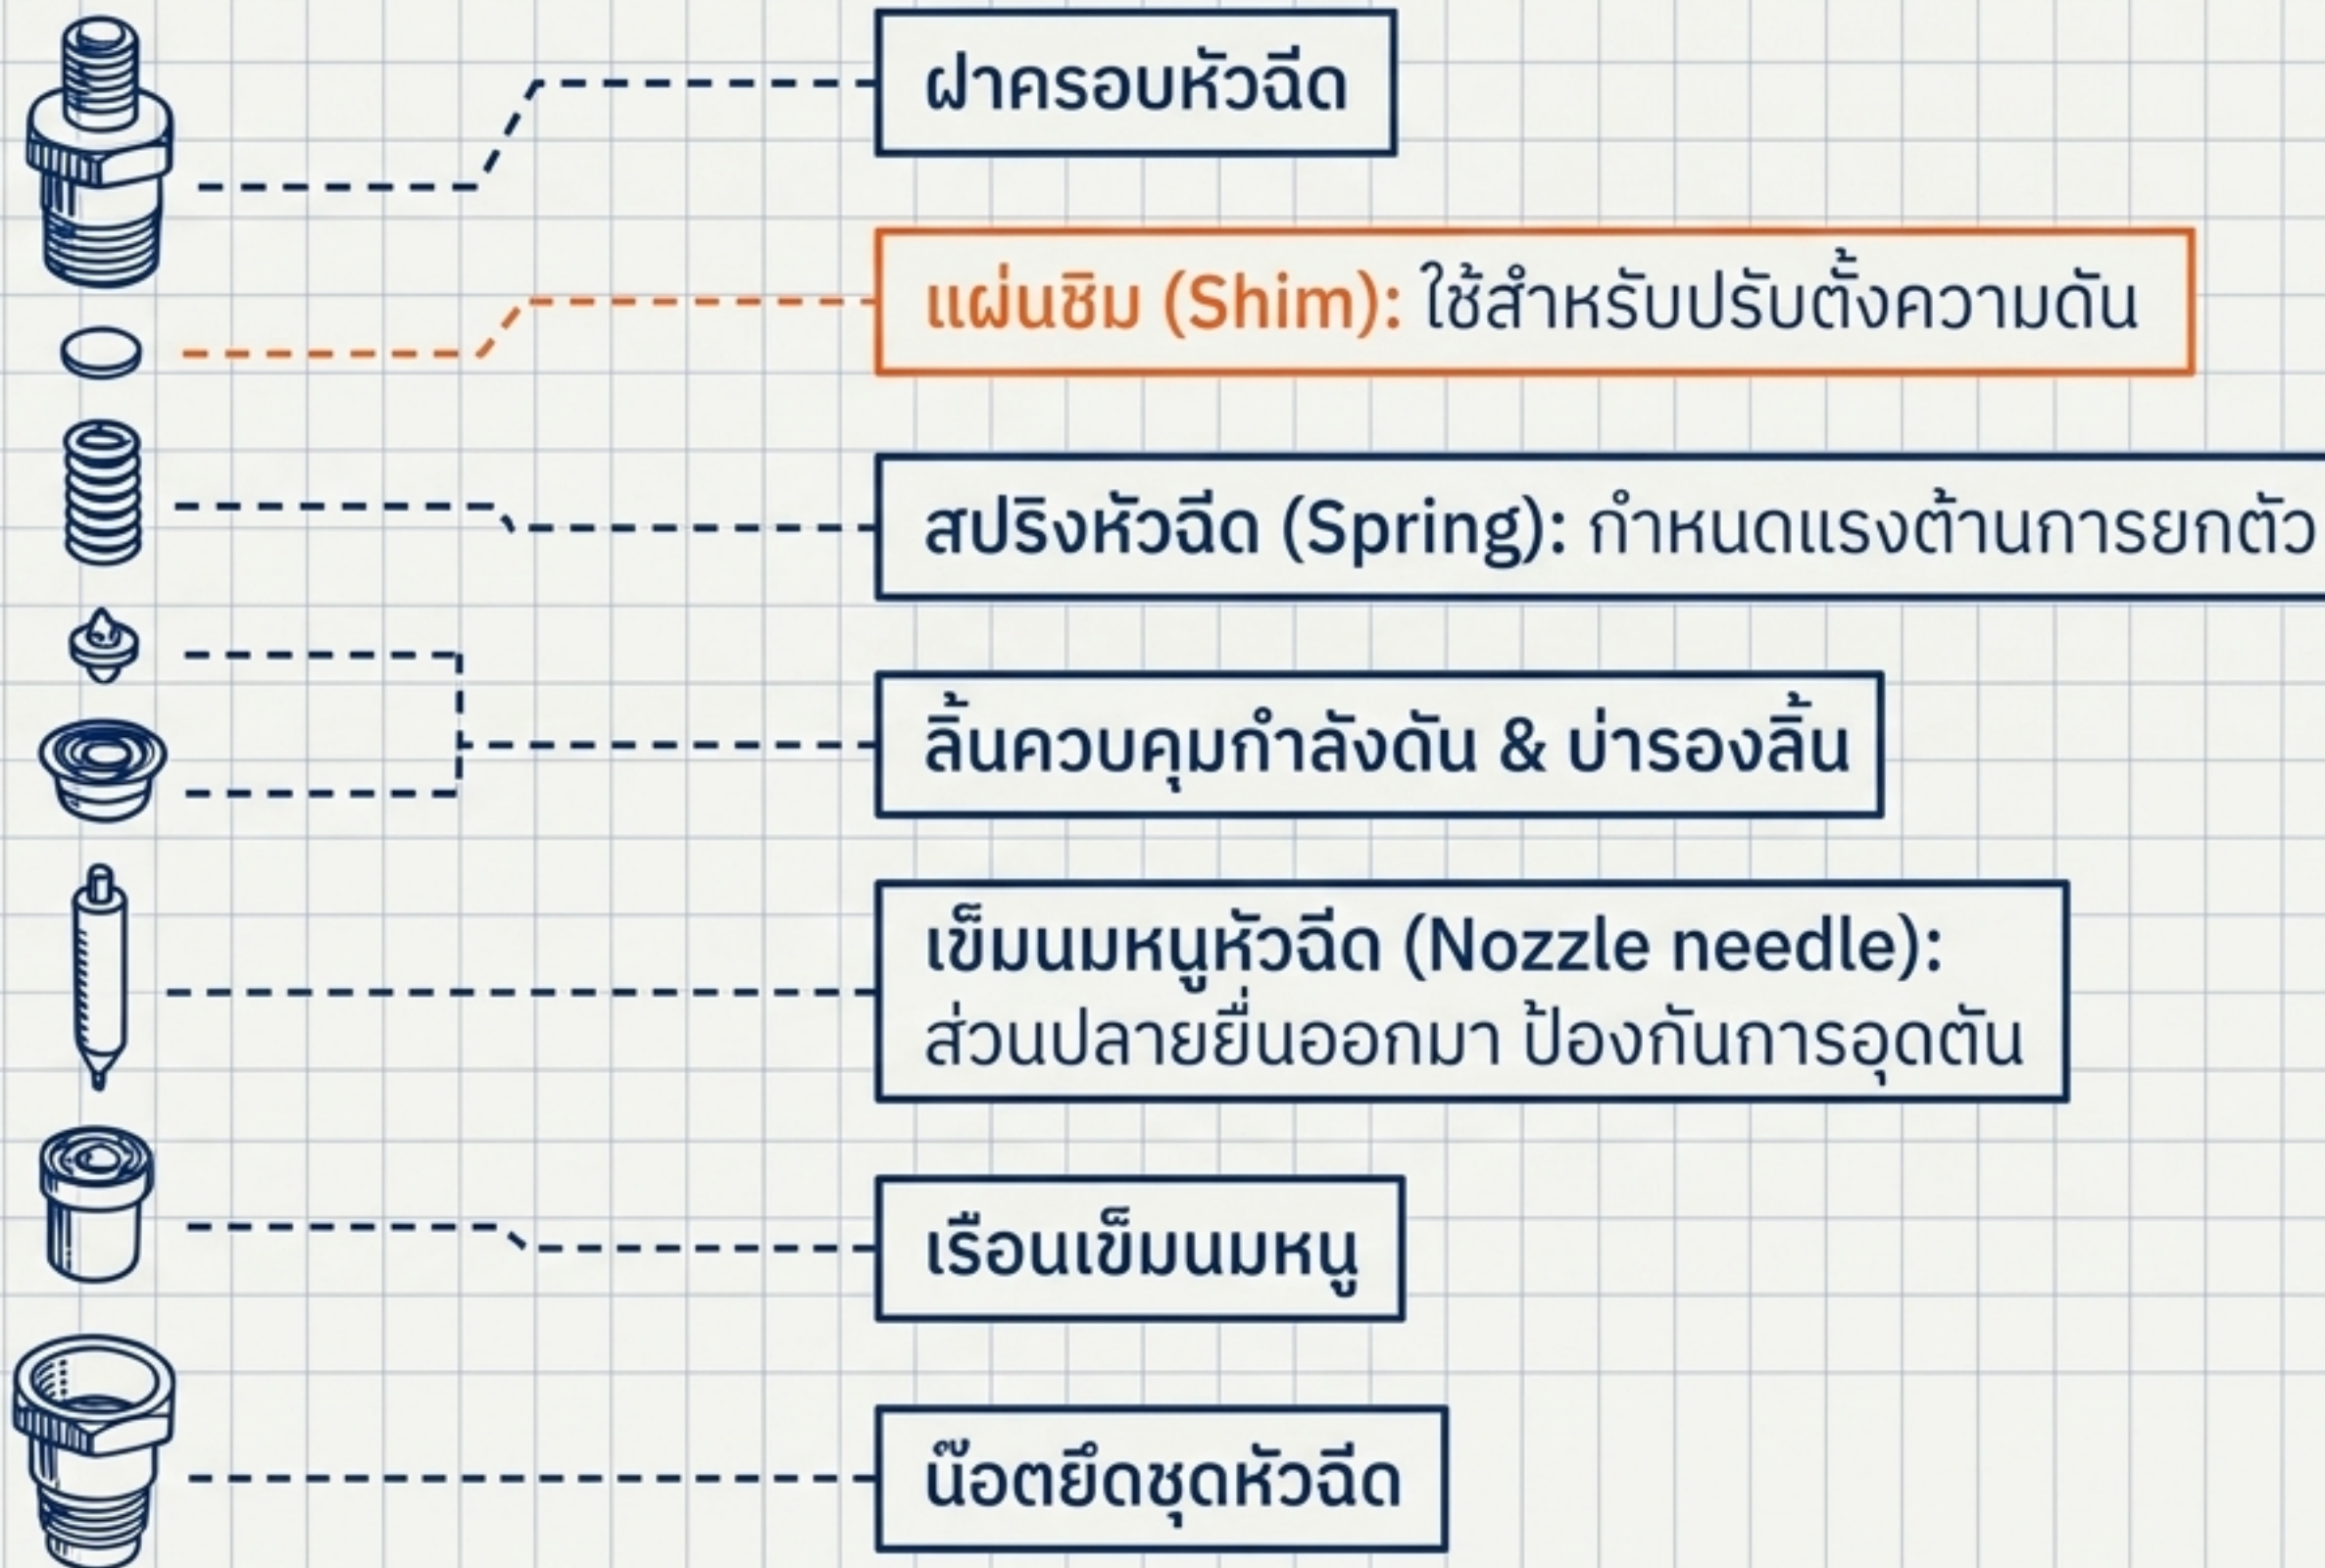 ฝาครอบหัวฉีด
แผ่นชิม (Shim): ใช้สำหรับปรับตั้งความดัน
สปริงหัวฉีด (Spring): กำหนดแรงต้านการยกตัว
ลิ้นควบคุมกำลังดัน & บ่ารองลิ้น
เข็มนมหนูหัวฉีด (Nozzle needle):
ส่วนปลายยื่นออกมา ป้องกันการอุดตัน
เรือนเข็มนมหนู
น๊อตยึดชุดหัวฉีด